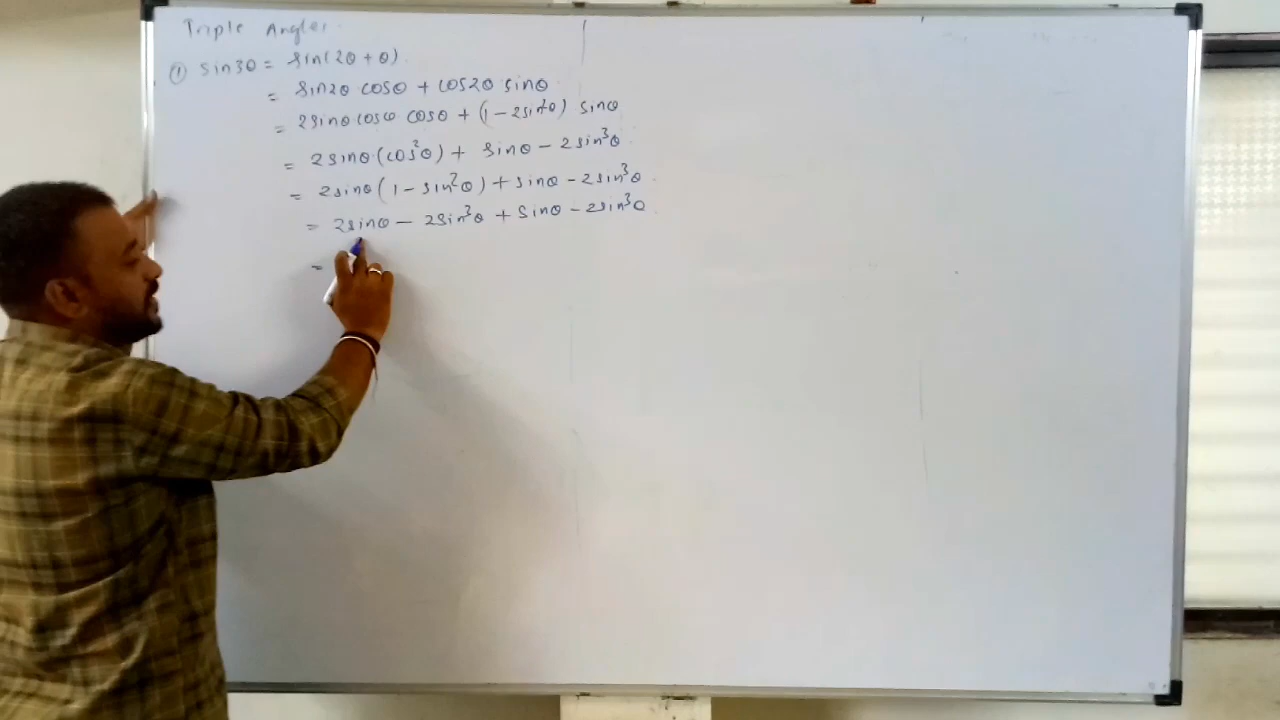 Triple Angles.
① sin3θ = sin(2θ + θ).
= sin2θ cosθ + cos2θ sinθ.
= 2sinθ cosθ cosθ + (1 - 2sin²θ) sinθ
= 2sinθ (cos²θ) + sinθ - 2sin³θ.
= 2sinθ (1 - sin²θ) + sinθ - 2sin³θ.
= 2sinθ - 2sin³θ + sinθ - 2sin³θ.
=